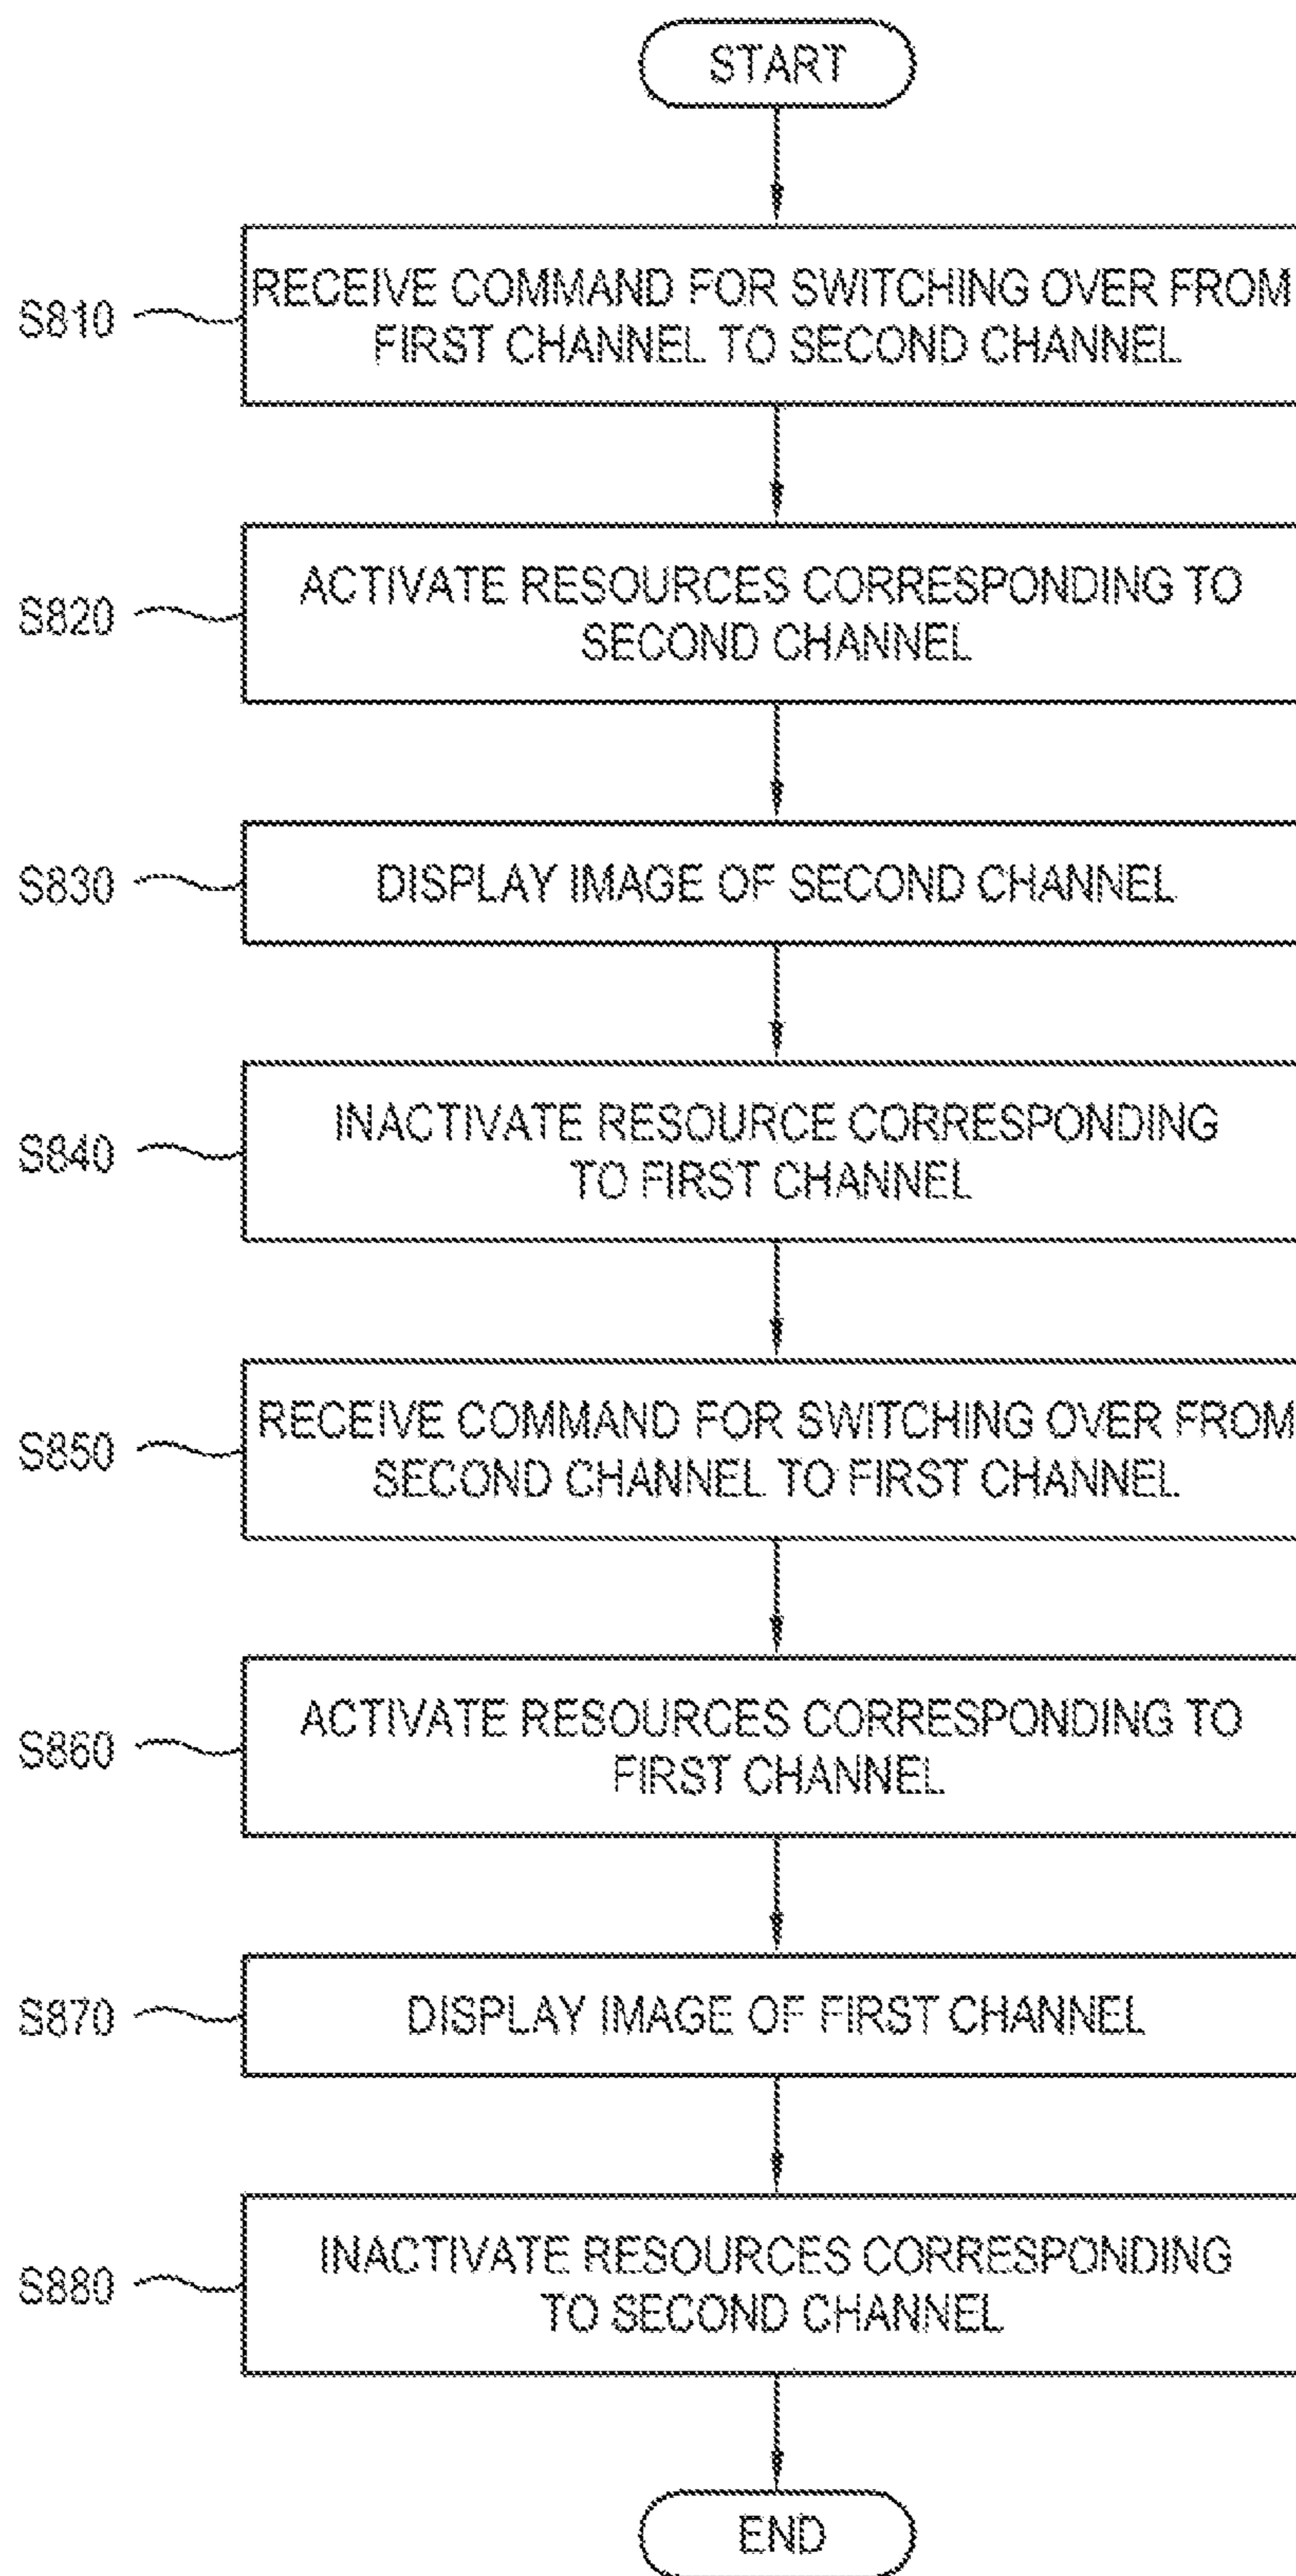 START
S810
RECEIVE COMMAND FOR SWITCHING OVER FROM
FIRST CHANNEL TO SECOND CHANNEL
S820
ACTIVATE RESOURCES CORRESPONDING TO
SECOND CHANNEL
S830
DISPLAY IMAGE OF SECOND CHANNEL
S840
INACTIVATE RESOURCE CORRESPONDING
TO FIRST CHANNEL
S850
RECEIVE COMMAND FOR SWITCHING OVER FROM
SECOND CHANNEL TO FIRST CHANNEL
S860
ACTIVATE RESOURCES CORRESPONDING TO
FIRST CHANNEL
S870
DISPLAY IMAGE OF FIRST CHANNEL
S880
INACTIVATE RESOURCES CORRESPONDING
TO SECOND CHANNEL
END